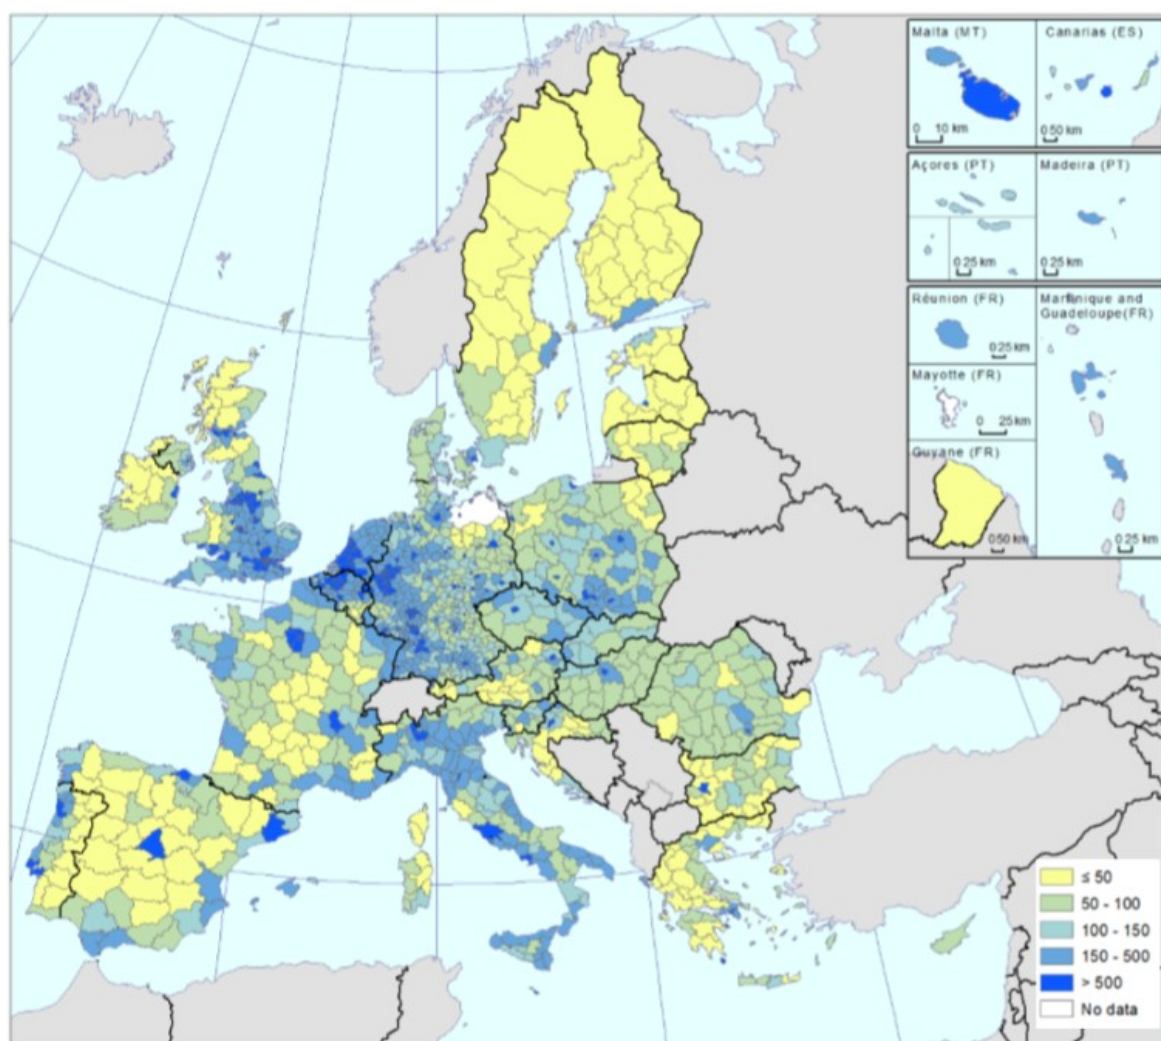 Malta (MT)
0 10 km
Canarias (ES)
0 50 km
Açores (PT)
0 25 km
Madeira (PT)
0 25 km
Réunion (FR)
0 25 km
Martinique and
Guadeloupe(FR)
0 25 km
Mayotte (FR)
0 25 km
Guyane (FR)
0 50 km
≤ 50
50 - 100
100 - 150
150 - 500
> 500
No data